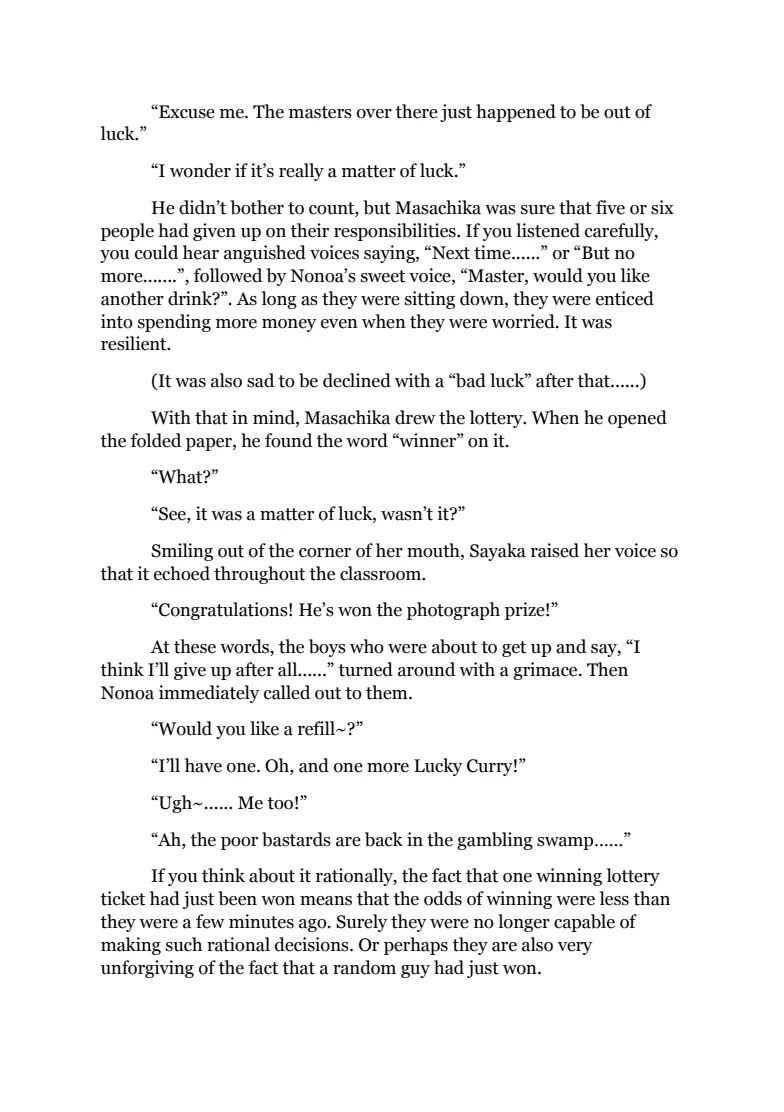 “Excuse me. The masters over there just happened to be out of
luck.”
“I wonder if it’s really a matter of luck.”
He didn’t bother to count, but Masachika was sure that five or six
people had given up on their responsibilities. If you listened carefully,
you could hear anguished voices saying, “Next time......” or “But no
more.......”, followed by Nonoa’s sweet voice, “Master, would you like
another drink?”. As long as they were sitting down, they were enticed
into spending more money even when they were worried. It was
resilient.
(It was also sad to be declined with a “bad luck” after that......)
With that in mind, Masachika drew the lottery. When he opened
the folded paper, he found the word “winner” on it.
“What?”
“See, it was a matter of luck, wasn’t it?”
Smiling out of the corner of her mouth, Sayaka raised her voice so
that it echoed throughout the classroom.
“Congratulations! He’s won the photograph prize!”
At these words, the boys who were about to get up and say, “I
think I’ll give up after all......” turned around with a grimace. Then
Nonoa immediately called out to them.
“Would you like a refill~?”
“I’ll have one. Oh, and one more Lucky Curry!”
“Ugh~...... Me too!”
“Ah, the poor bastards are back in the gambling swamp......”
If you think about it rationally, the fact that one winning lottery
ticket had just been won means that the odds of winning were less than
they were a few minutes ago. Surely they were no longer capable of
making such rational decisions. Or perhaps they are also very
unforgiving of the fact that a random guy had just won.